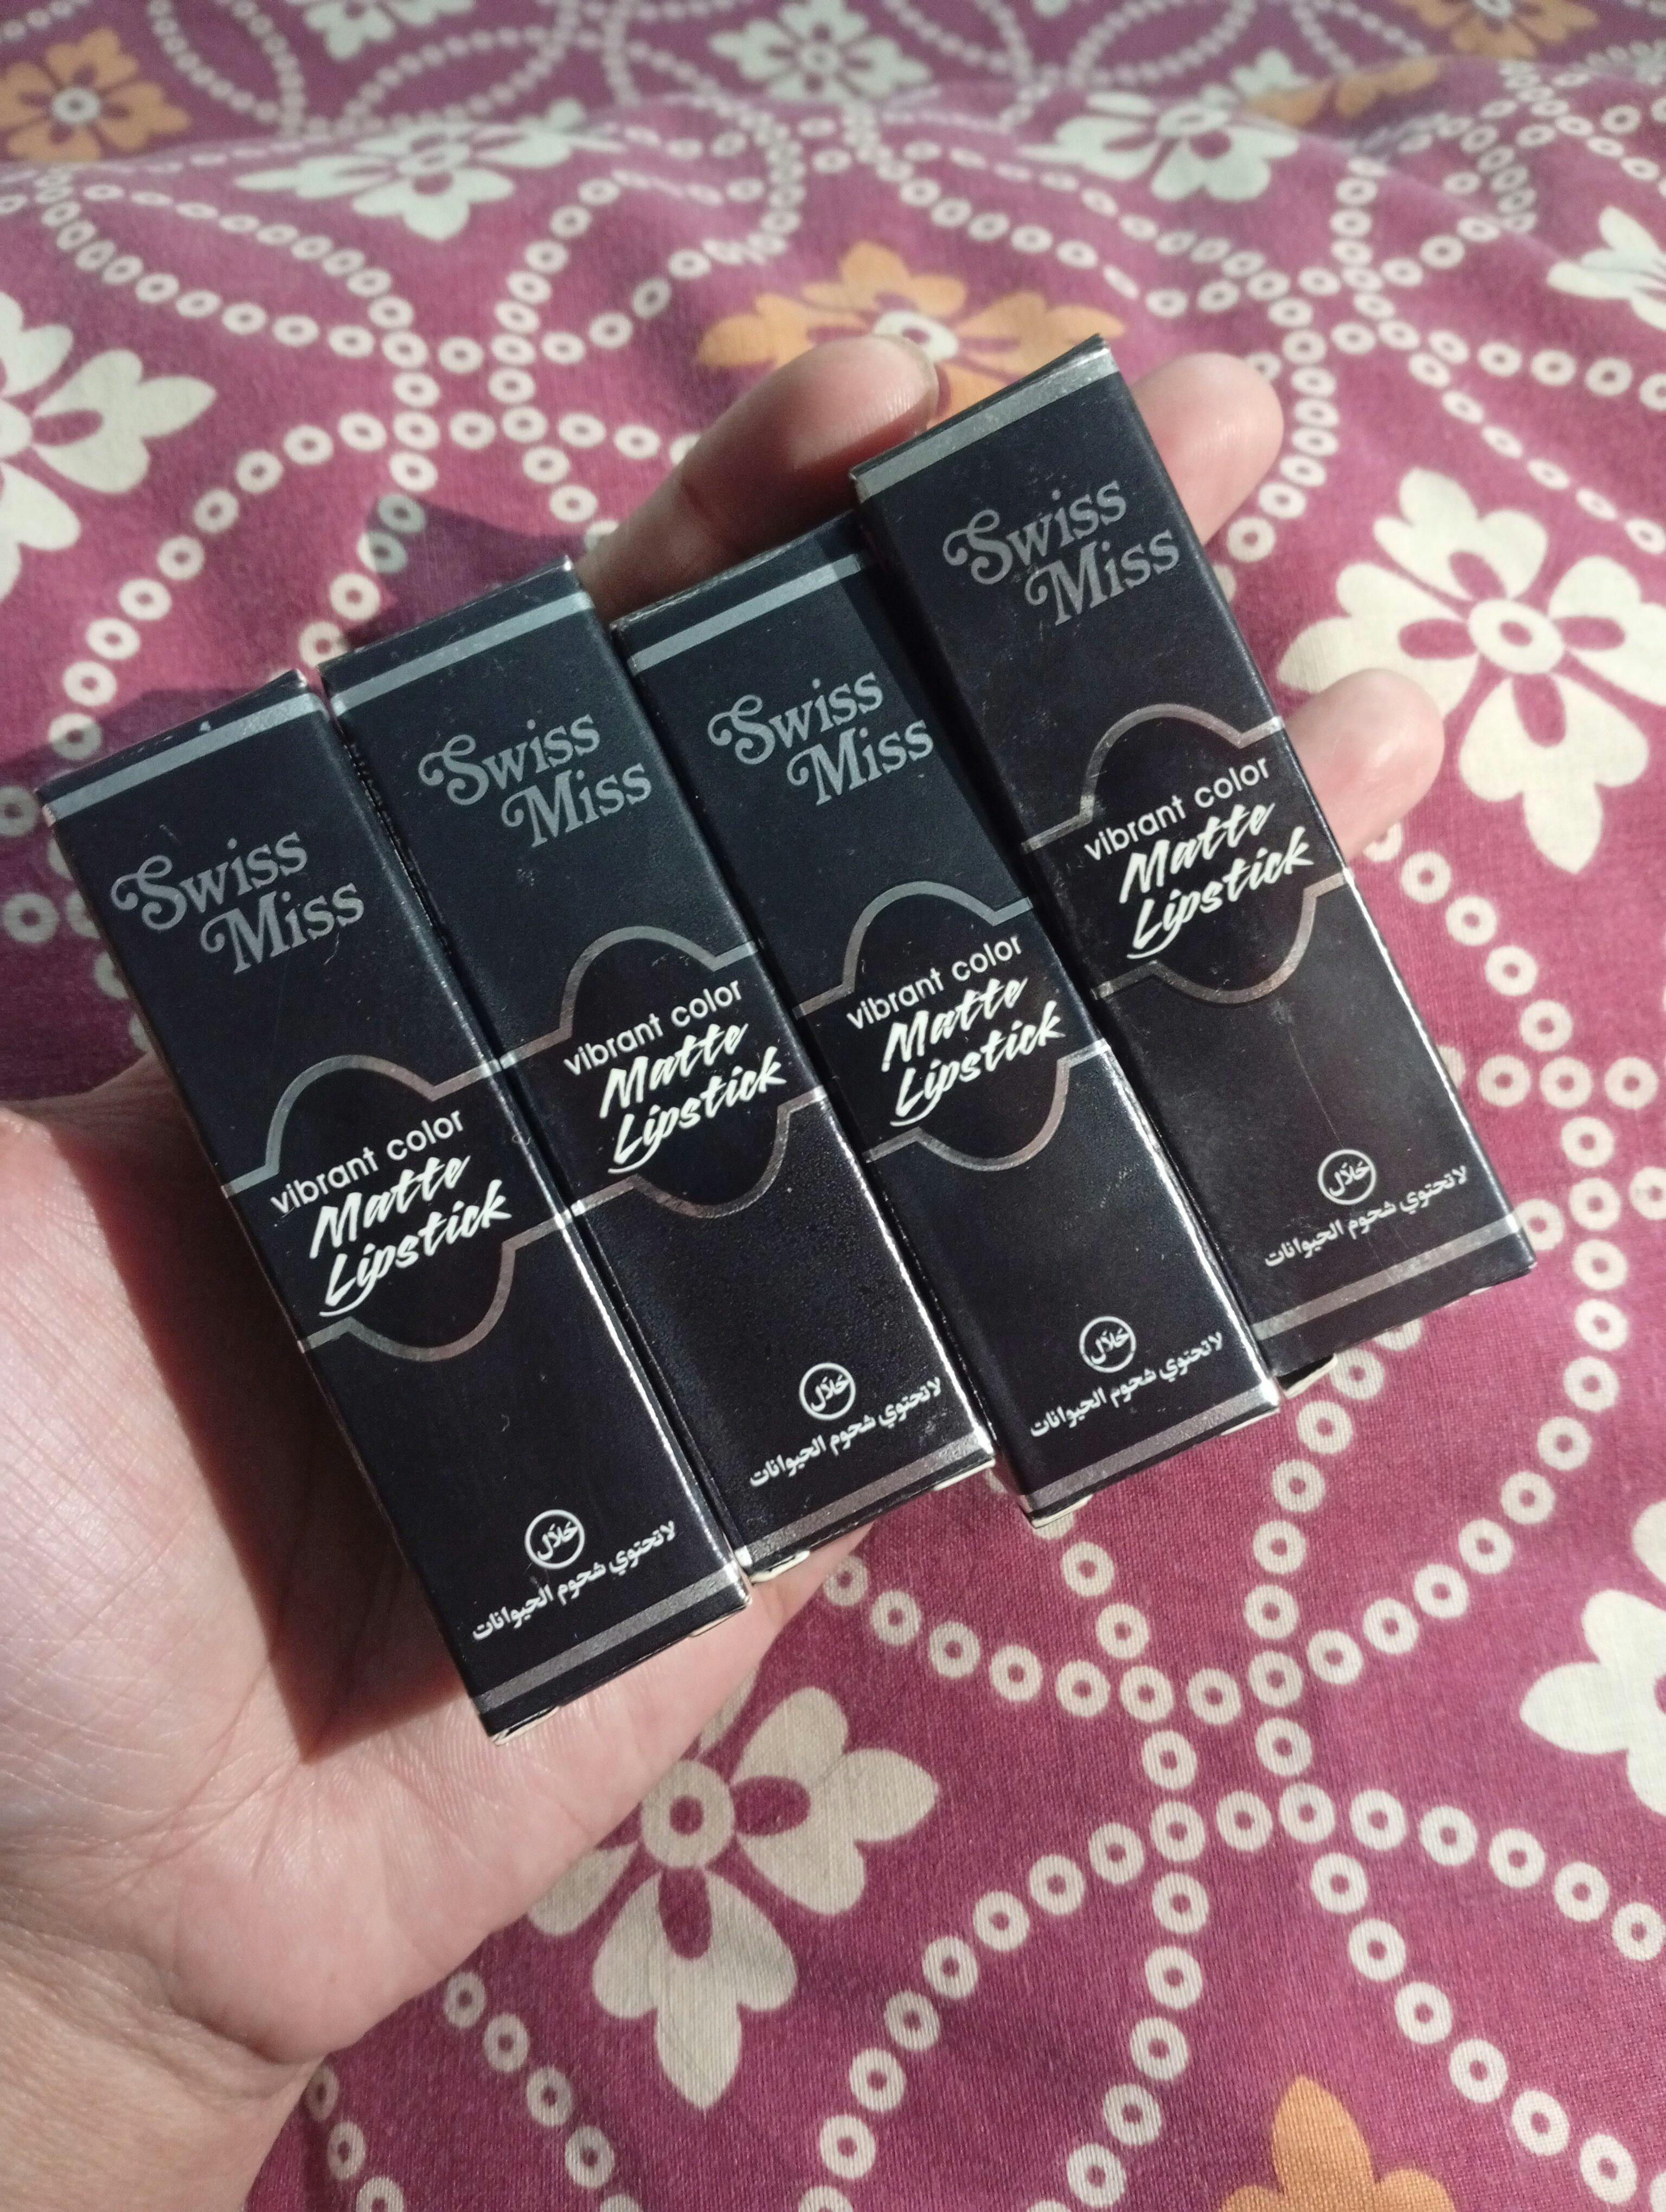 Swiss
Miss
vibrant color
Matte
Lipstick
حلال
لاتحتوي شحوم الحيوانات
Swiss
Miss
vibrant color
Matte
Lipstick
حلال
لاتحتوي شحوم الحيوانات
Swiss
Miss
vibrant color
Matte
Lipstick
حلال
لاتحتوي شحوم الحيوانات
Swiss
Miss
vibrant color
Matte
Lipstick
حلال
لاتحتوي شحوم الحيوانات